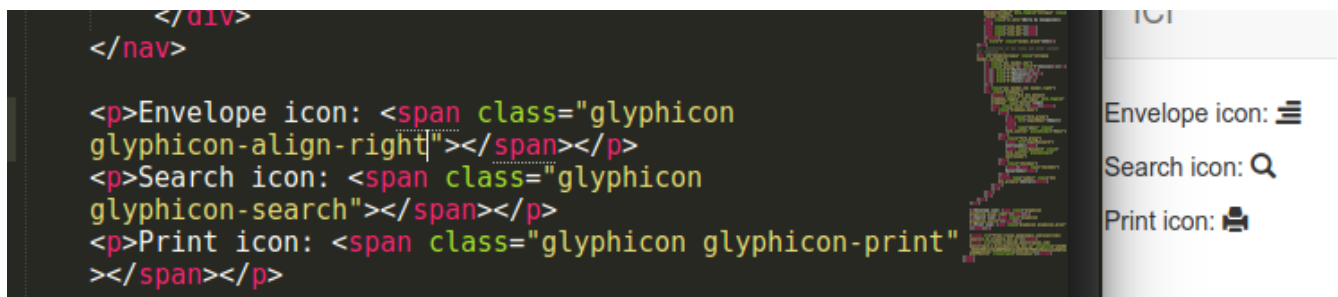 </div>
</nav>
<p>Envelope icon: <span class="glyphicon
glyphicon-align-right"></span></p>
<p>Search icon: <span class="glyphicon
glyphicon-search"></span></p>
<p>Print icon: <span class="glyphicon glyphicon-print"
></span></p>
Envelope icon:
Search icon:
Print icon: